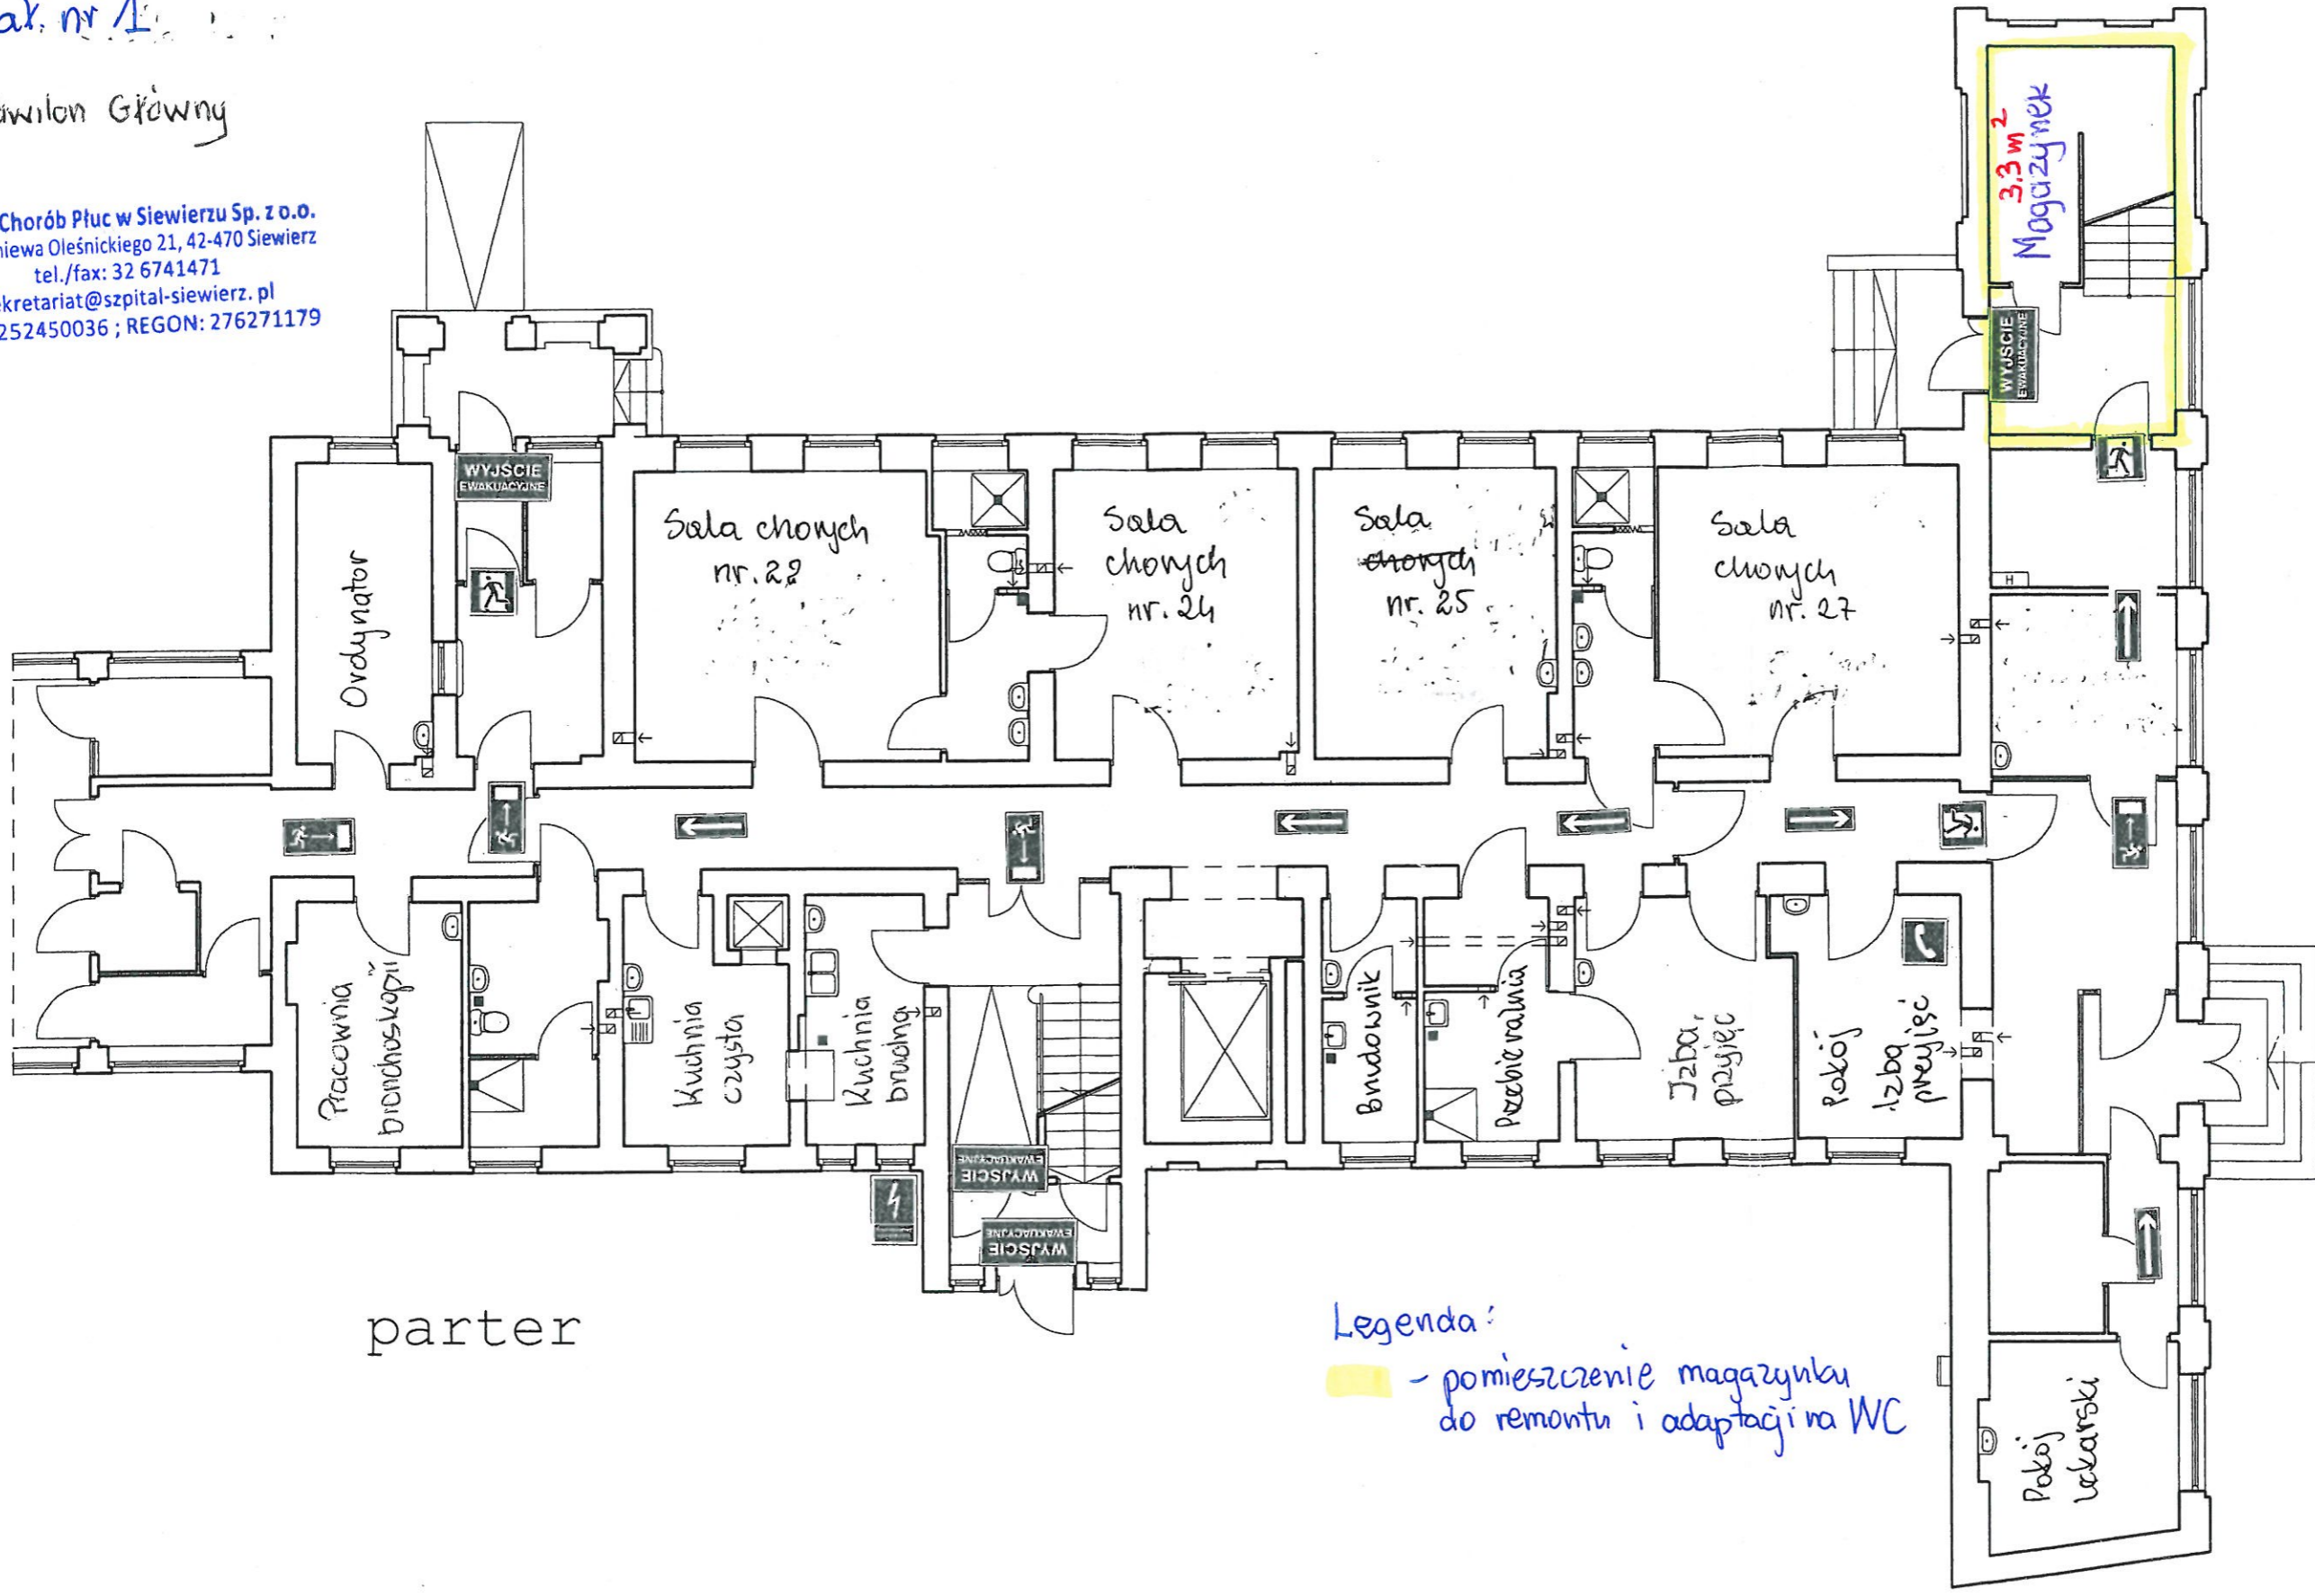 ał. nr 1
awilon Główny
Chorób Płuc w Siewierzu Sp. z o.o.
niewa Oleśnickiego 21, 42-470 Siewierz
tel./fax: 32 6741471
ekretariat@szpital-siewierz.pl
252450036 ; REGON: 276271179
3.3 m²
Magazynek
WYJŚCIE
EWAKUACYJNE
WYJŚCIE
EWAKUACYJNE
Ordynator
Sala chorych
nr. 22
Sala
chorych
nr. 24
Sala
chorych
nr. 25
Sala
chorych
nr. 27
H
Pracownia
bronchoskopii
Kuchnia
czysta
Kuchnia
brudna
Brudownik
Przebieralnia
Izba
przyjęć
Pokój
Izba
przyjęć
WYJŚCIE
EWAKUACYJNE
WYJŚCIE
EWAKUACYJNE
parter
Legenda:
- pomieszczenie magazynku
do remontu i adaptacji na WC
Pokój
lekarski